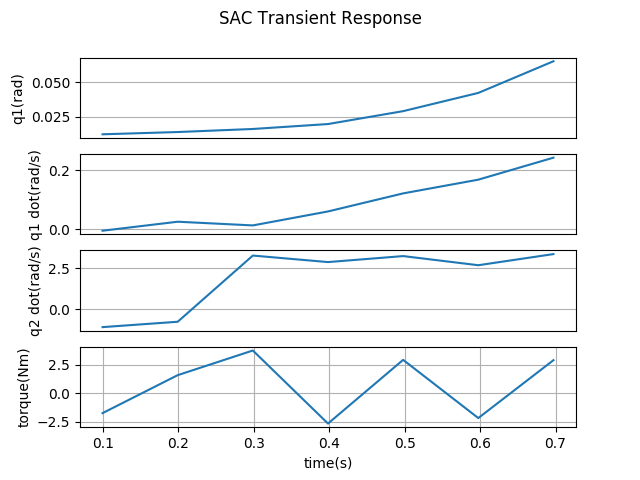 SAC Transient Response
0.050
0.025
q1(rad)
0.2
0.0
q1 dot(rad/s)
2.5
0.0
q2 dot(rad/s)
2.5
0.0
−2.5
torque(Nm)
0.1 0.2 0.3 0.4 0.5 0.6 0.7
time(s)